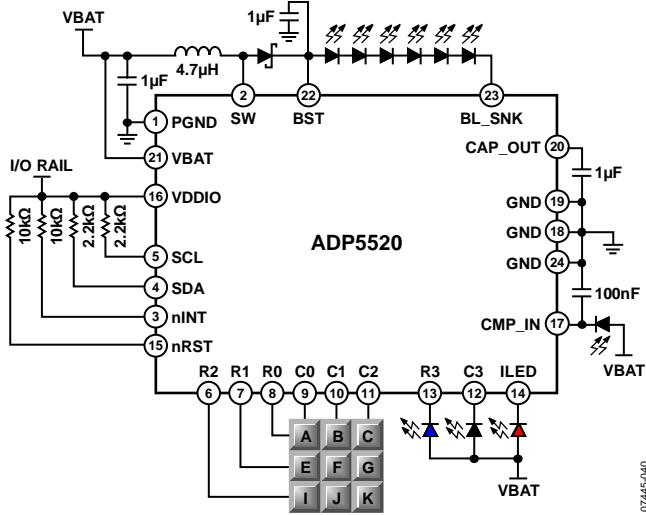 VBAT
1µF
4.7µH
1µF
2
SW
22
BST
23
BL_SNK
1 PGND
21 VBAT
I/O RAIL
16 VDDIO
10kΩ
10kΩ
2.2kΩ
2.2kΩ
5 SCL
4 SDA
3 nINT
15 nRST
ADP5520
CAP_OUT 20
1µF
GND 19
GND 18
GND 24
100nF
CMP_IN 17
VBAT
R2 R1 R0 C0 C1 C2 R3 C3 ILED
6 7 8 9 10 11 13 12 14
A B C
E F G
I J K
VBAT
07445-040